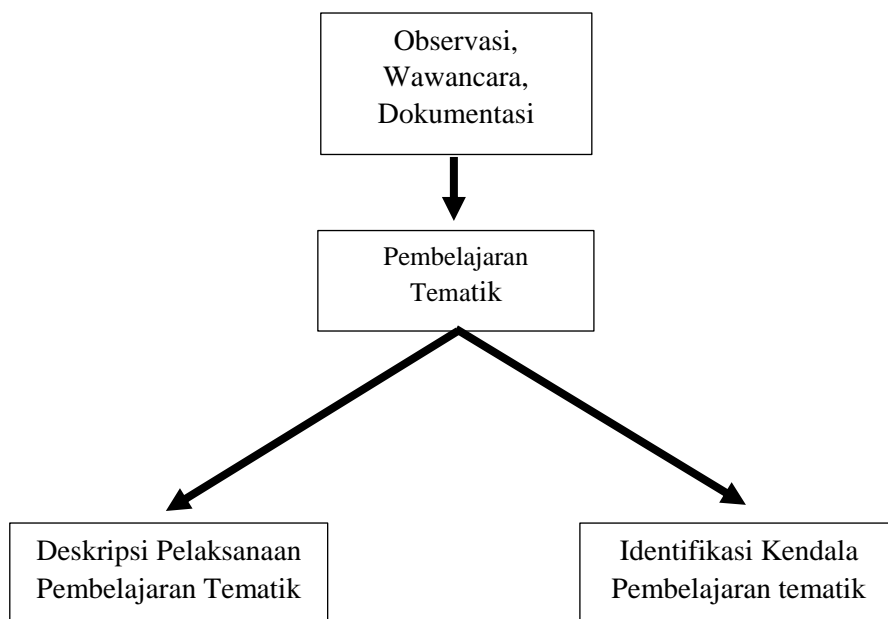 Observasi,
Wawancara,
Dokumentasi
Pembelajaran
Tematik
Deskripsi Pelaksanaan
Pembelajaran Tematik
Identifikasi Kendala
Pembelajaran tematik